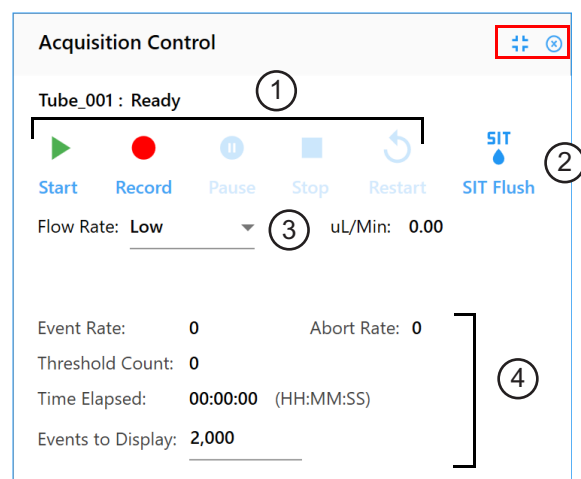 Acquisition Control
Tube_001 : Ready
1
SIT
2
Start Record Pause Stop Restart SIT Flush
Flow Rate: Low 3 uL/Min: 0.00
Event Rate: 0 Abort Rate: 0
Threshold Count: 0
4
Time Elapsed: 00:00:00 (HH:MM:SS)
Events to Display: 2,000